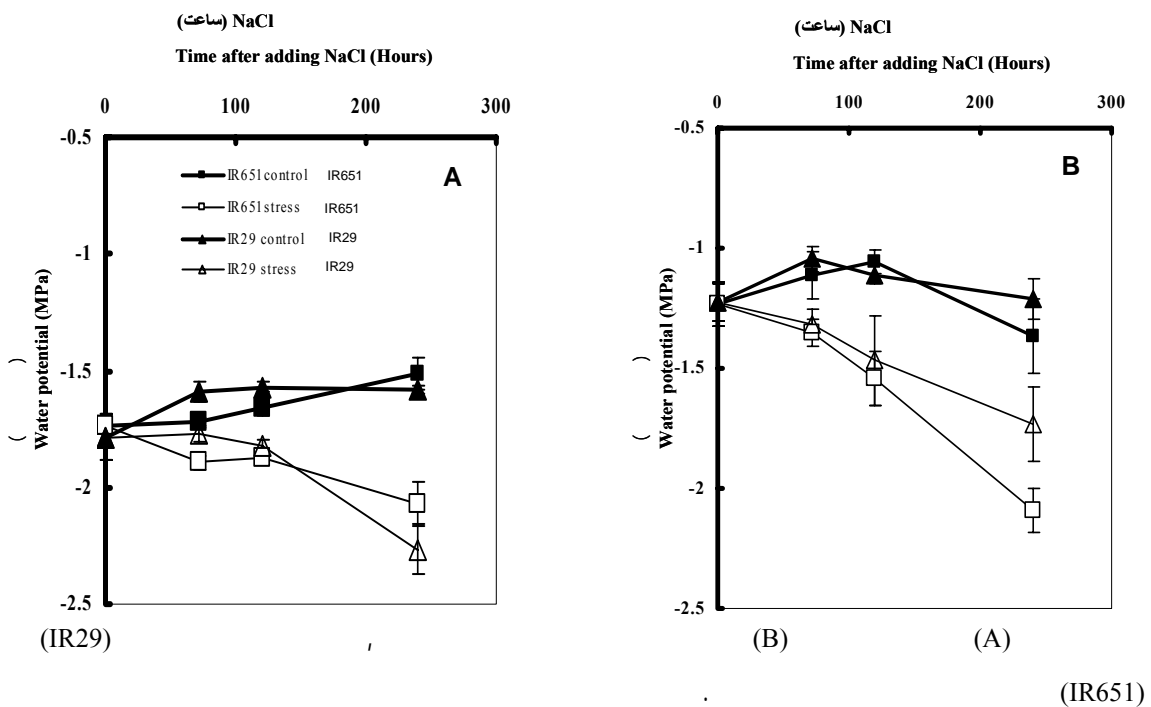 NaCl (ساعت)
Time after adding NaCl (Hours)
0 100 200 300
-0.5
-1
-1.5
-2
-2.5
Water potential (MPa)
( )
A
IR651 control IR651
IR651 stress IR651
IR29 control IR29
IR29 stress IR29
NaCl (ساعت)
Time after adding NaCl (Hours)
0 100 200 300
-0.5
-1
-1.5
-2
-2.5
Water potential (MPa)
( )
B
(IR29) , (B) (A)
. (IR651)